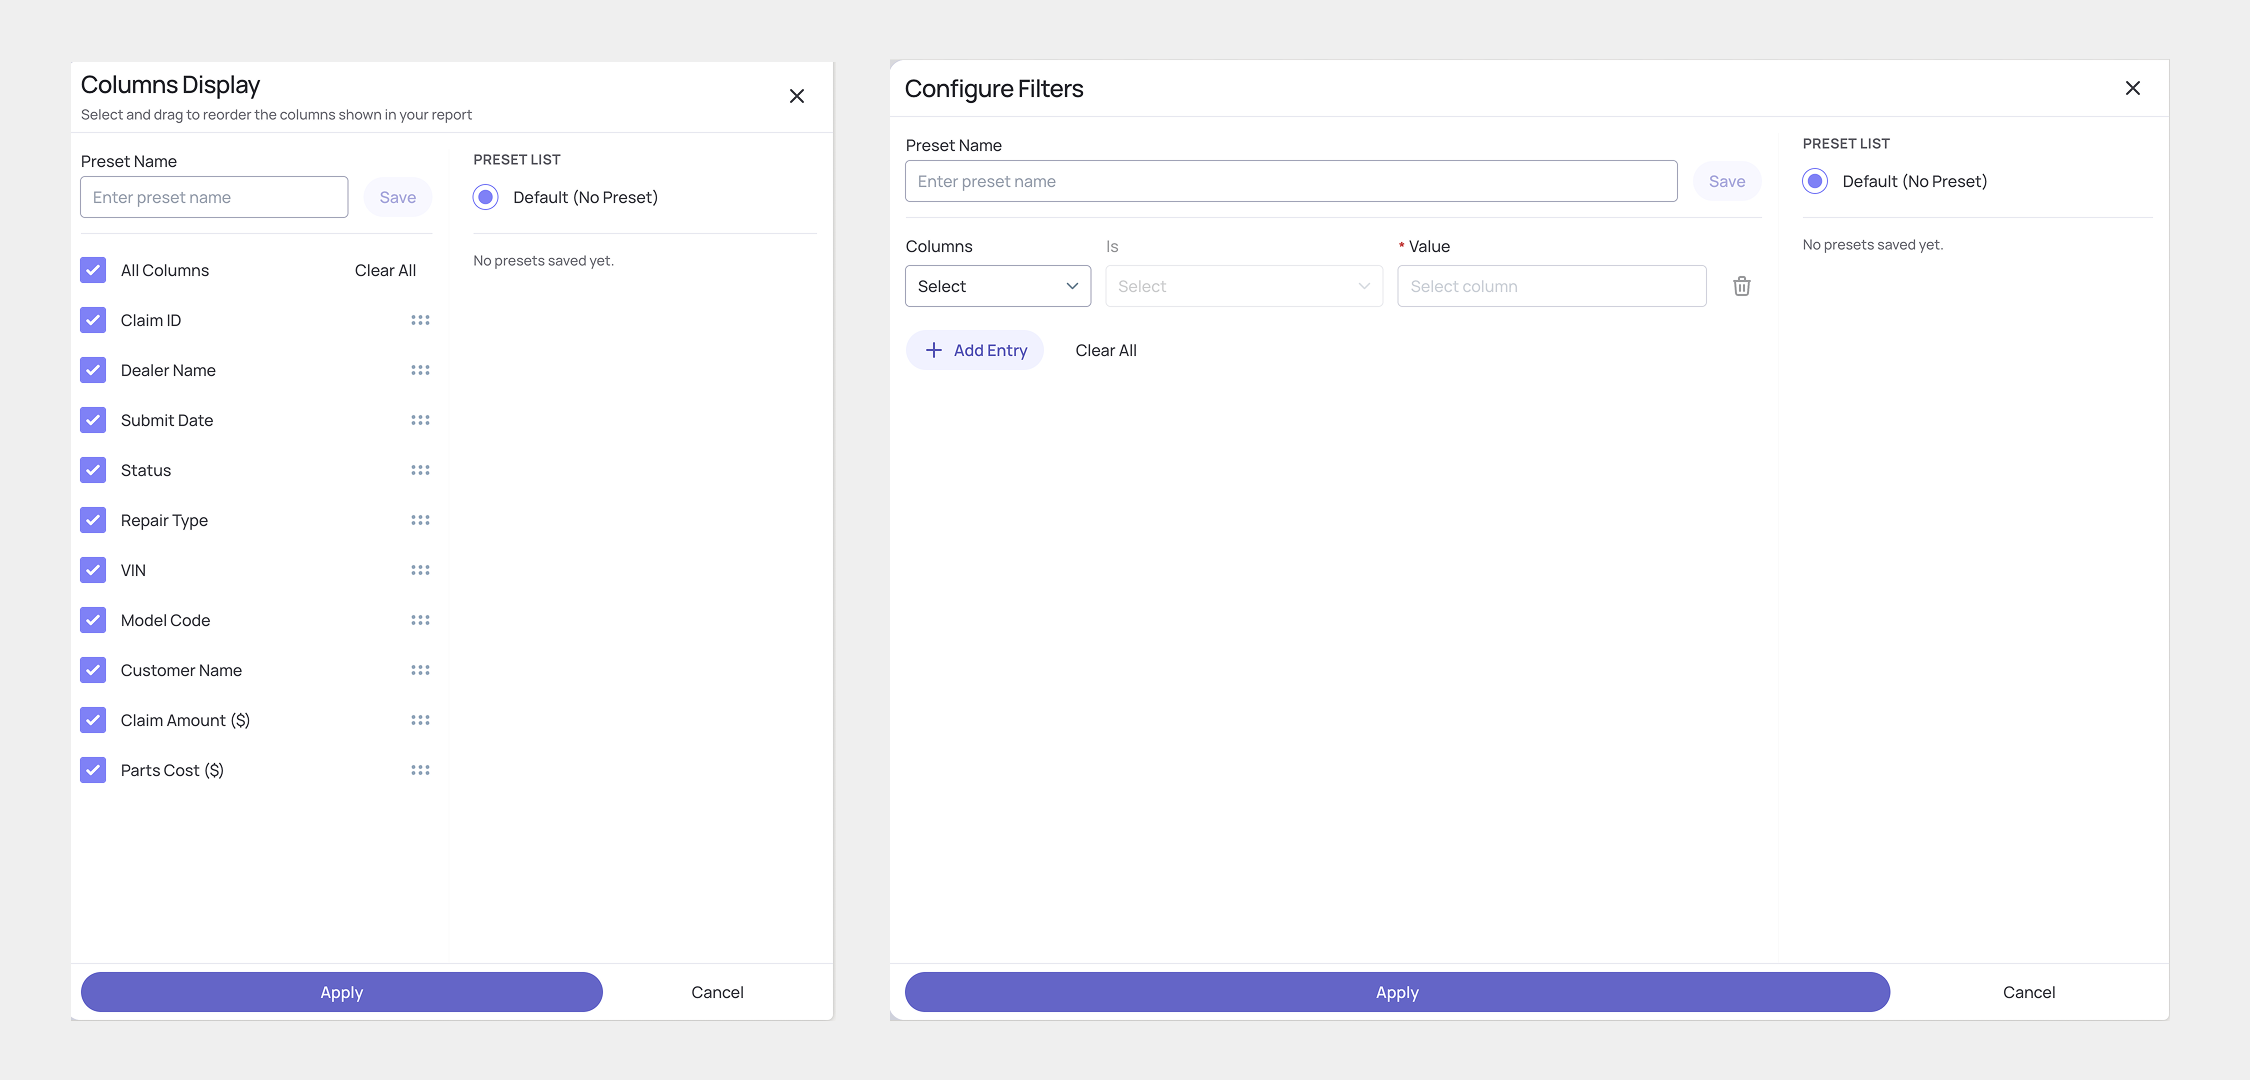 Columns Display
Select and drag to reorder the columns shown in your report
Preset Name
Enter preset name
Save
All Columns
Clear All
Claim ID
Dealer Name
Submit Date
Status
Repair Type
VIN
Model Code
Customer Name
Claim Amount ($)
Parts Cost ($)
PRESET LIST
Default (No Preset)
No presets saved yet.
Apply
Cancel
Configure Filters
Preset Name
Enter preset name
Save
Columns
Is
* Value
Select
Select
Select column
Add Entry
Clear All
PRESET LIST
Default (No Preset)
No presets saved yet.
Apply
Cancel